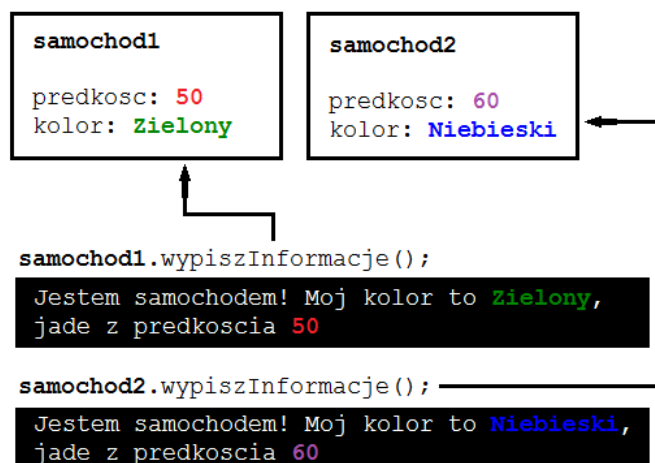 samochod1
predkosc: 50
kolor: Zielony
samochod2
predkosc: 60
kolor: Niebieski
samochod1.wypiszInformacje();
Jestem samochodem! Moj kolor to Zielony,
jade z predkoscia 50
samochod2.wypiszInformacje();
Jestem samochodem! Moj kolor to Niebieski,
jade z predkoscia 60